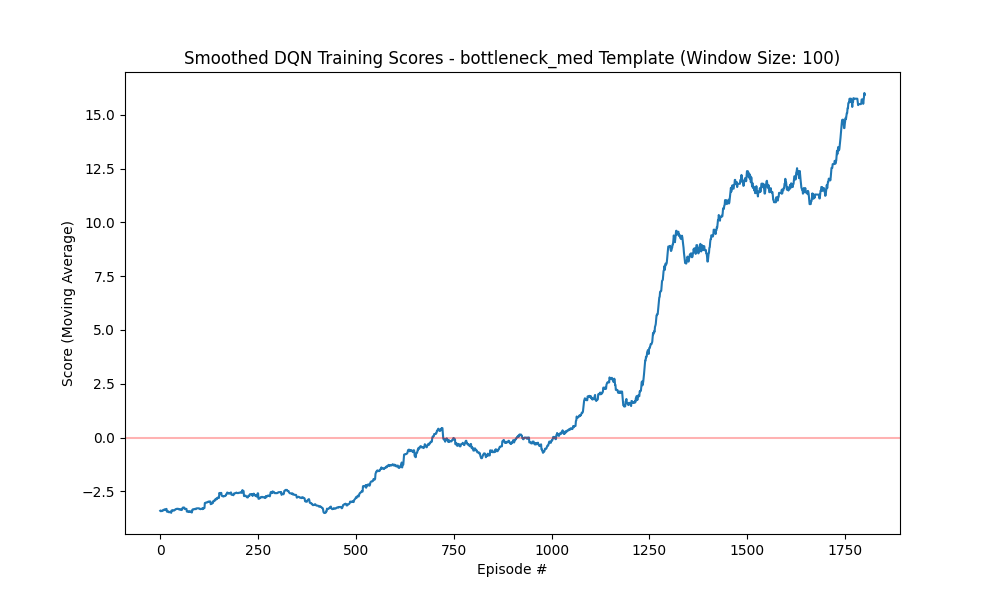 Smoothed DQN Training Scores - bottleneck_med Template (Window Size: 100)
Score (Moving Average)
15.0
12.5
10.0
7.5
5.0
2.5
0.0
−2.5
0 250 500 750 1000 1250 1500 1750
Episode #